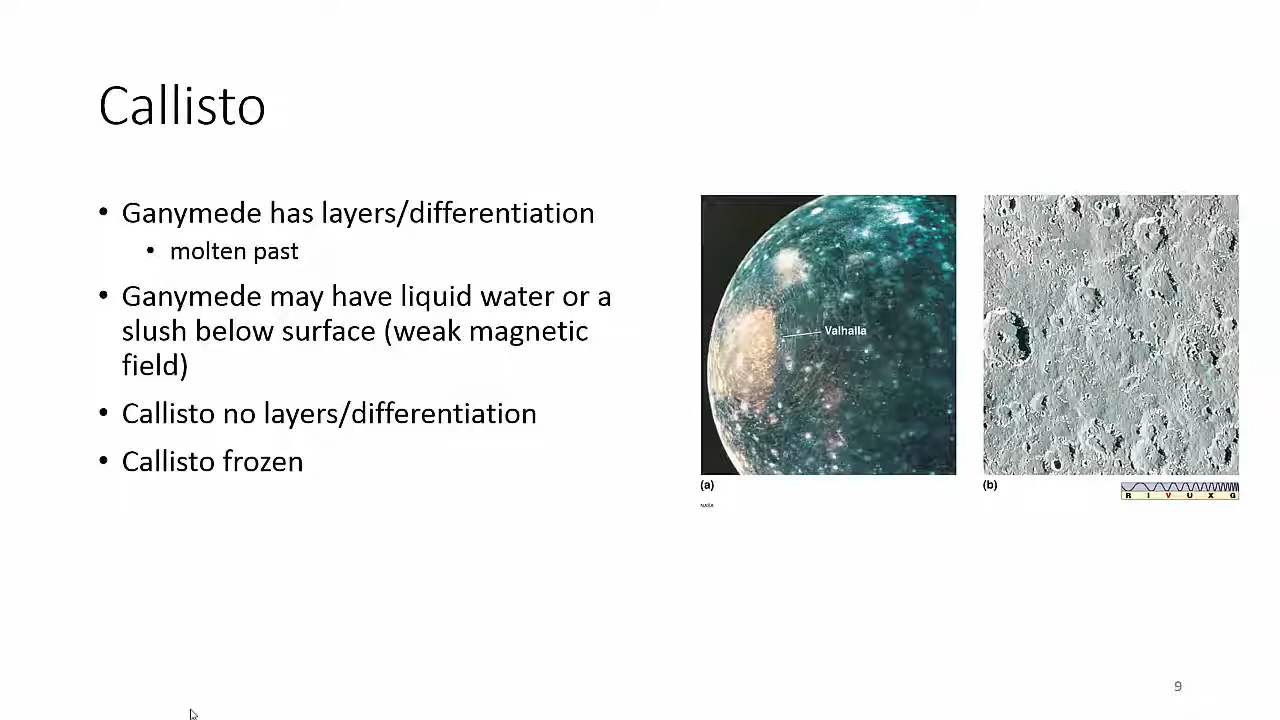 Callisto
• Ganymede has layers/differentiation
• molten past
• Ganymede may have liquid water or a
slush below surface (weak magnetic
field)
• Callisto no layers/differentiation
• Callisto frozen
Valhalla
(a)
(b)
R I V U X G
NASA
9